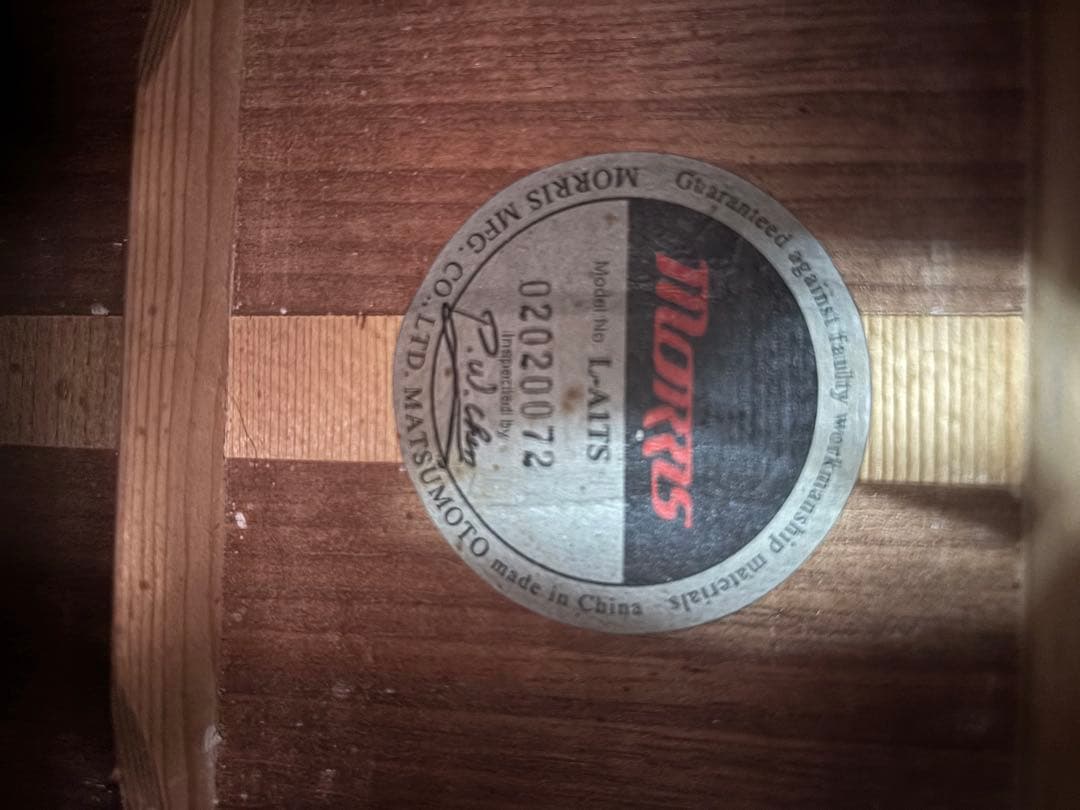 Guaranteed against faulty workmanship materials
Morris
Model No. L-A1TS
02020072
Inspected by
P.W.Chen
MORRIS MFG. CO., LTD. MATSUMOTO made in China